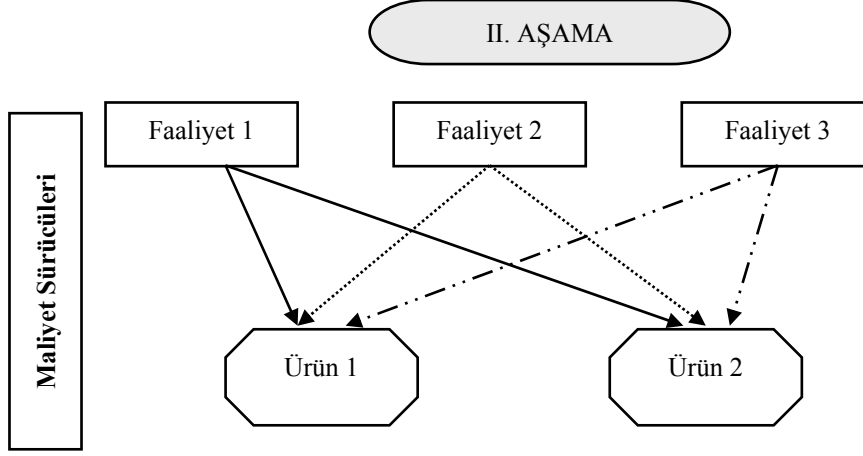 II. AŞAMA
Faaliyet 1
Faaliyet 2
Faaliyet 3
Maliyet Sürücüleri
Ürün 1
Ürün 2